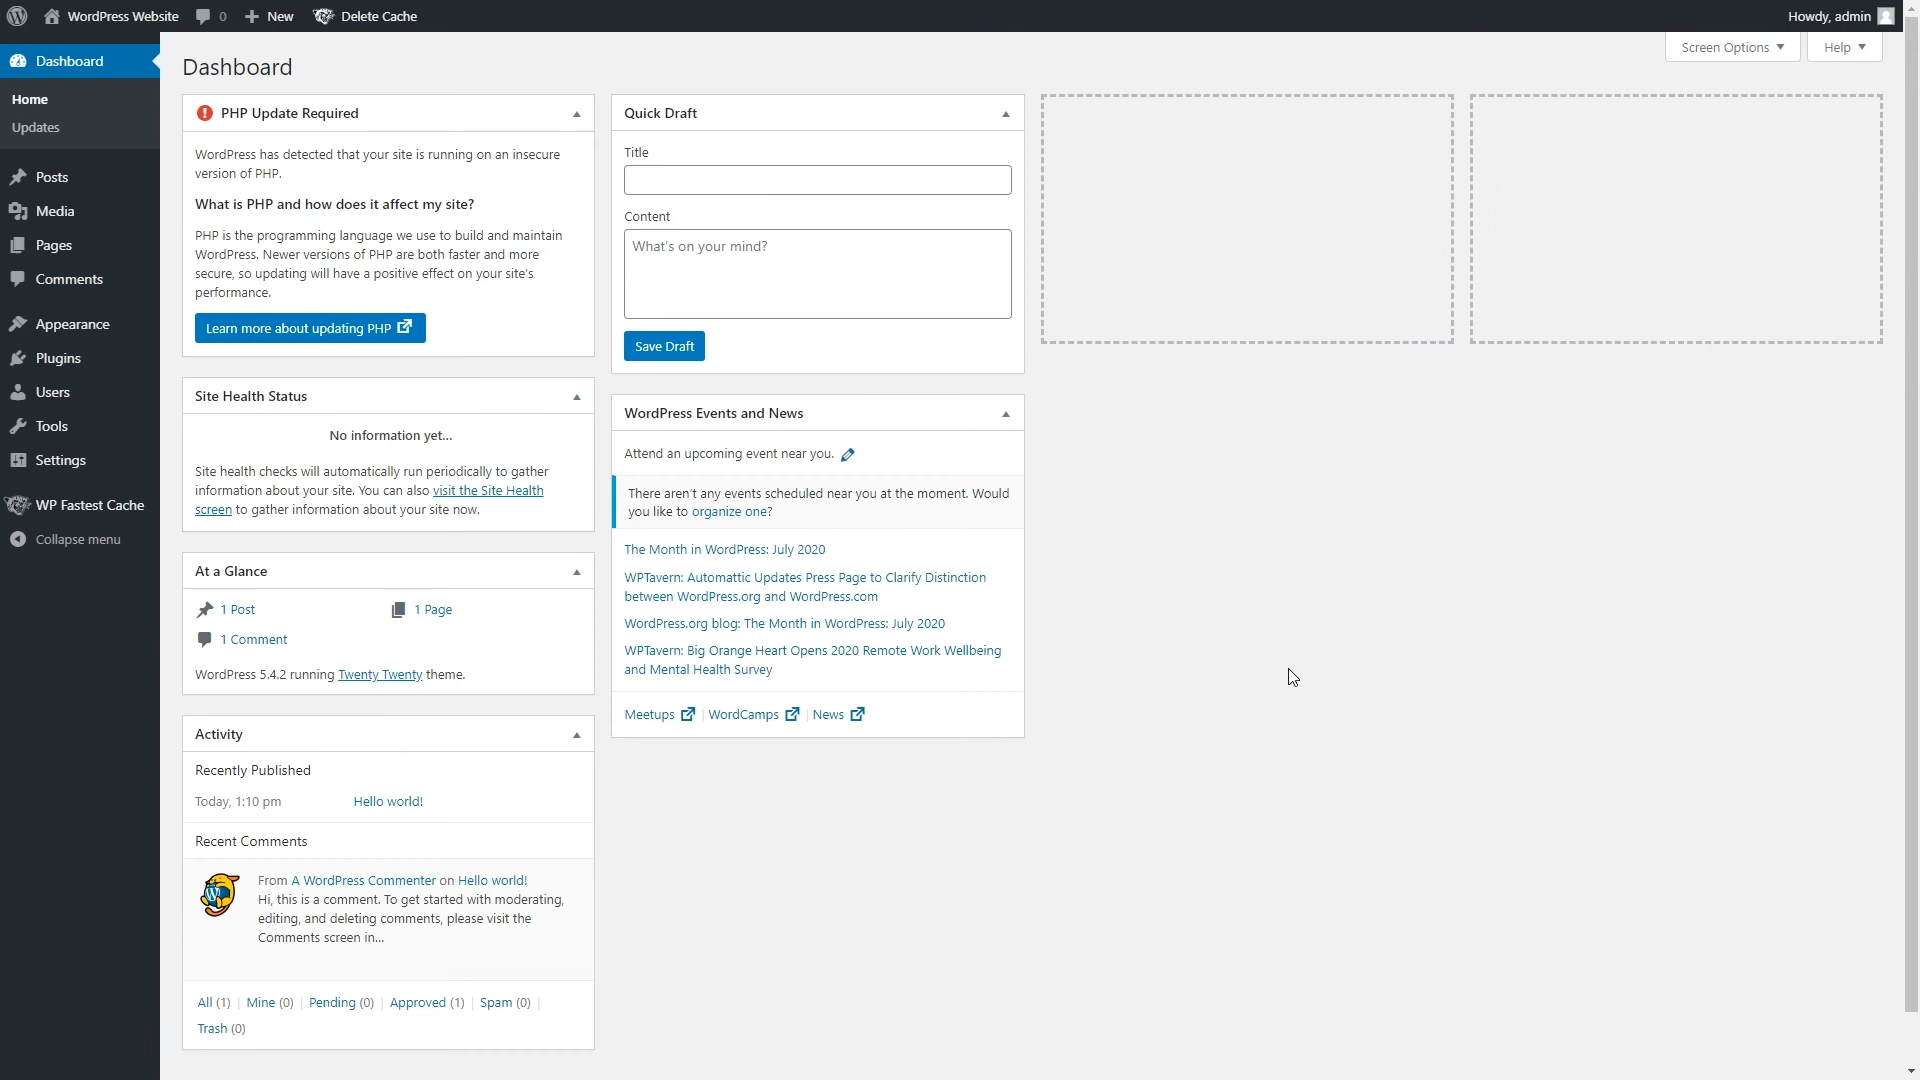 WordPress Website 0 New Delete Cache Howdy, admin
Dashboard
Home
Updates
Posts
Media
Pages
Comments
Appearance
Plugins
Users
Tools
Settings
WP Fastest Cache
Collapse menu
Screen Options Help
Dashboard
PHP Update Required
WordPress has detected that your site is running on an insecure
version of PHP.
What is PHP and how does it affect my site?
PHP is the programming language we use to build and maintain
WordPress. Newer versions of PHP are both faster and more
secure, so updating will have a positive effect on your site's
performance.
Learn more about updating PHP
Site Health Status
No information yet...
Site health checks will automatically run periodically to gather
information about your site. You can also visit the Site Health
screen to gather information about your site now.
At a Glance
1 Post 1 Page
1 Comment
WordPress 5.4.2 running Twenty Twenty theme.
Activity
Recently Published
Today, 1:10 pm Hello world!
Recent Comments
From A WordPress Commenter on Hello world!
Hi, this is a comment. To get started with moderating,
editing, and deleting comments, please visit the
Comments screen in...
All (1) | Mine (0) | Pending (0) | Approved (1) | Spam (0) |
Trash (0)
Quick Draft
Title
Content
What's on your mind?
Save Draft
WordPress Events and News
Attend an upcoming event near you.
There aren't any events scheduled near you at the moment. Would
you like to organize one?
The Month in WordPress: July 2020
WPTavern: Automattic Updates Press Page to Clarify Distinction
between WordPress.org and WordPress.com
WordPress.org blog: The Month in WordPress: July 2020
WPTavern: Big Orange Heart Opens 2020 Remote Work Wellbeing
and Mental Health Survey
Meetups | WordCamps | News